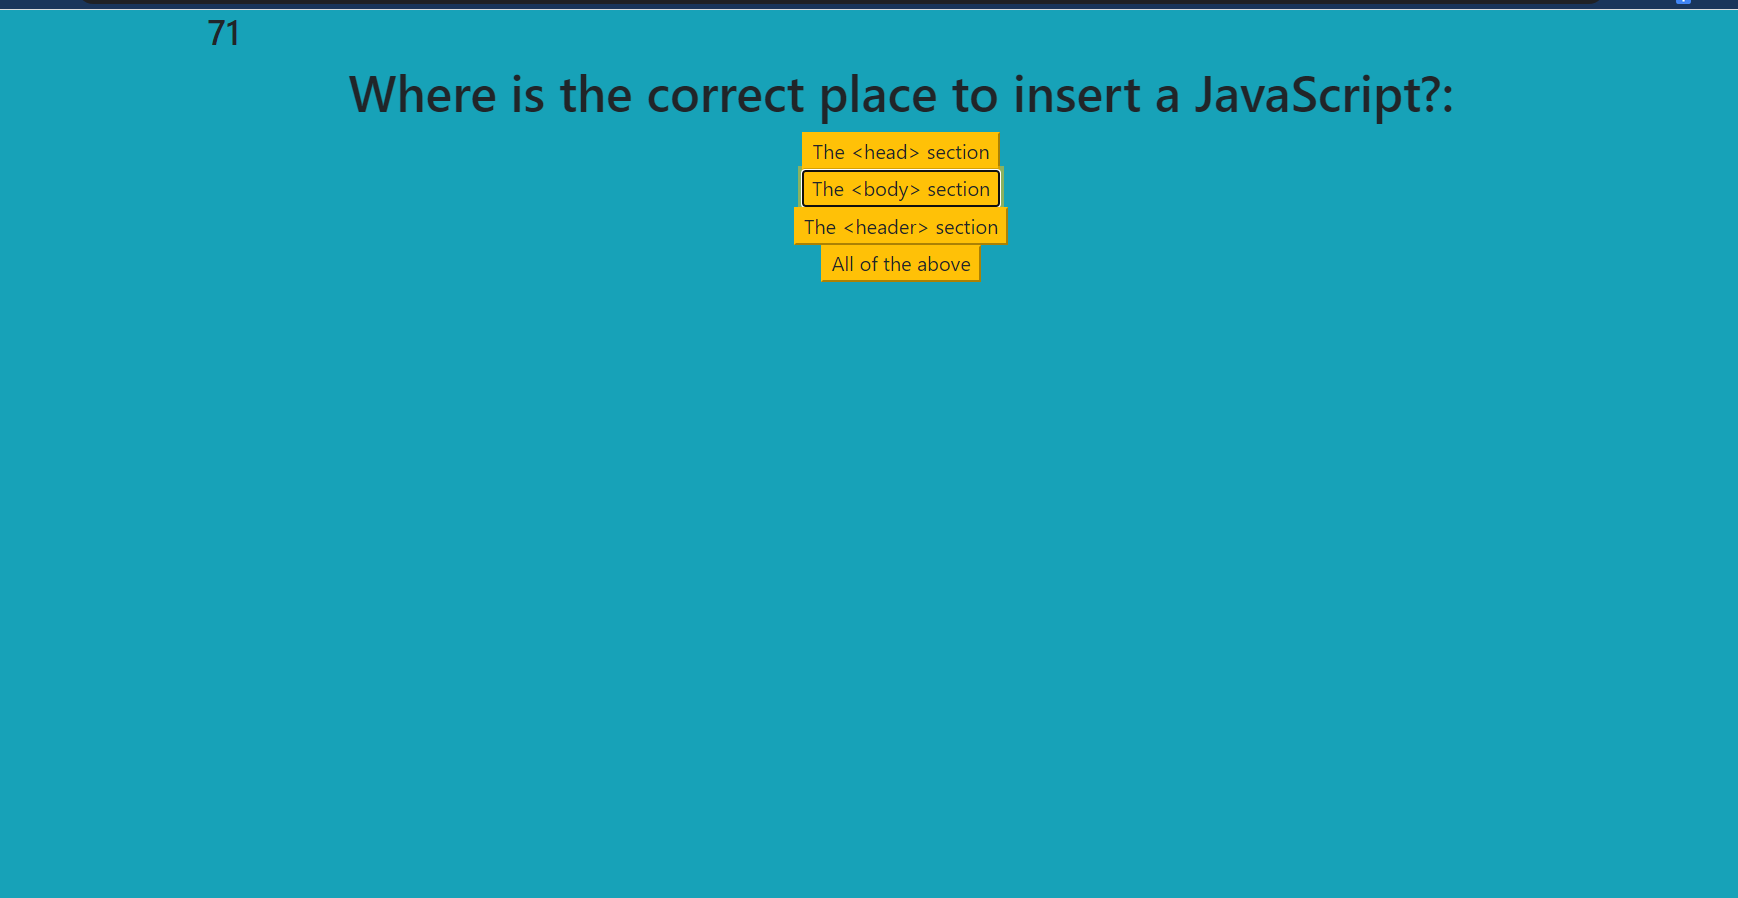 71
Where is the correct place to insert a JavaScript?:
The <head> section
The <body> section
The <header> section
All of the above